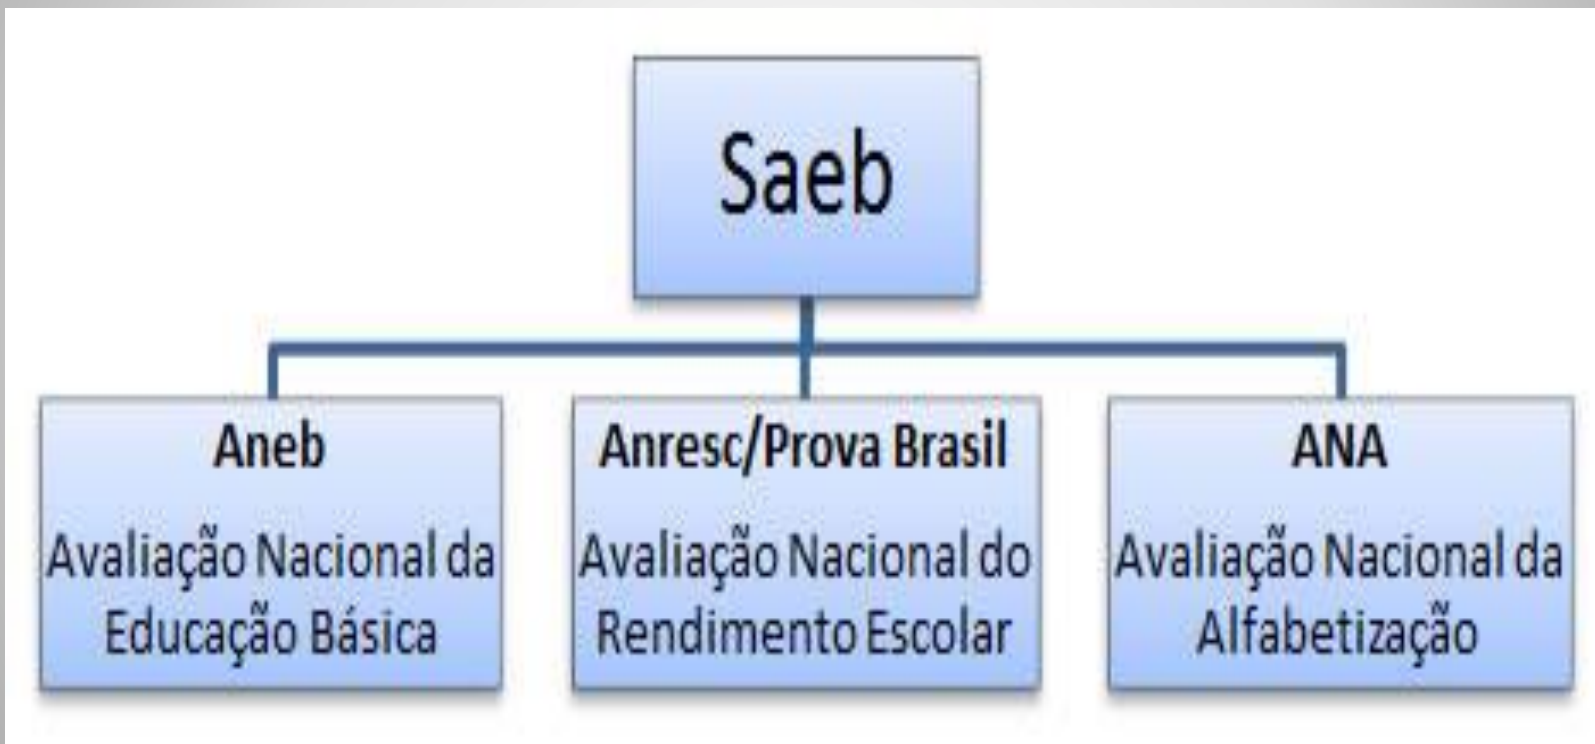 Saeb
Aneb
Avaliação Nacional da
Educação Básica
Anresc/Prova Brasil
Avaliação Nacional do
Rendimento Escolar
ANA
Avaliação Nacional da
Alfabetização